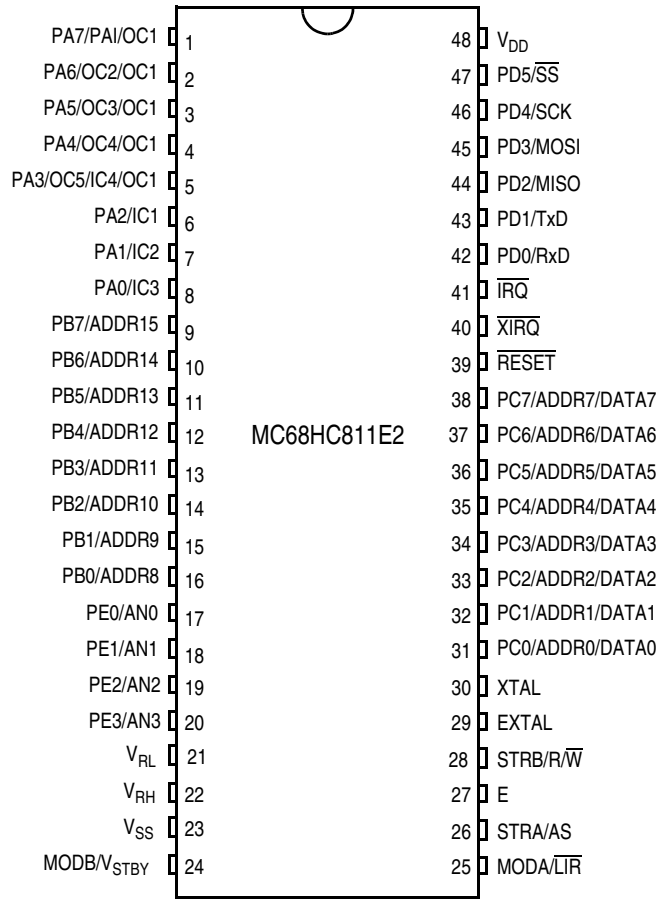 PA7/PAI/OC1 1 48 VDD
PA6/OC2/OC1 2 47 PD5/S̅S̅
PA5/OC3/OC1 3 46 PD4/SCK
PA4/OC4/OC1 4 45 PD3/MOSI
PA3/OC5/IC4/OC1 5 44 PD2/MISO
PA2/IC1 6 43 PD1/TxD
PA1/IC2 7 42 PD0/RxD
PA0/IC3 8 41 I̅R̅Q̅
PB7/ADDR15 9 40 X̅I̅R̅Q̅
PB6/ADDR14 10 39 R̅E̅S̅E̅T̅
PB5/ADDR13 11 38 PC7/ADDR7/DATA7
PB4/ADDR12 12 MC68HC811E2 37 PC6/ADDR6/DATA6
PB3/ADDR11 13 36 PC5/ADDR5/DATA5
PB2/ADDR10 14 35 PC4/ADDR4/DATA4
PB1/ADDR9 15 34 PC3/ADDR3/DATA3
PB0/ADDR8 16 33 PC2/ADDR2/DATA2
PE0/AN0 17 32 PC1/ADDR1/DATA1
PE1/AN1 18 31 PC0/ADDR0/DATA0
PE2/AN2 19 30 XTAL
PE3/AN3 20 29 EXTAL
VRL 21 28 STRB/R/W̅
VRH 22 27 E
VSS 23 26 STRA/AS
MODB/VSTBY 24 25 MODA/L̅I̅R̅